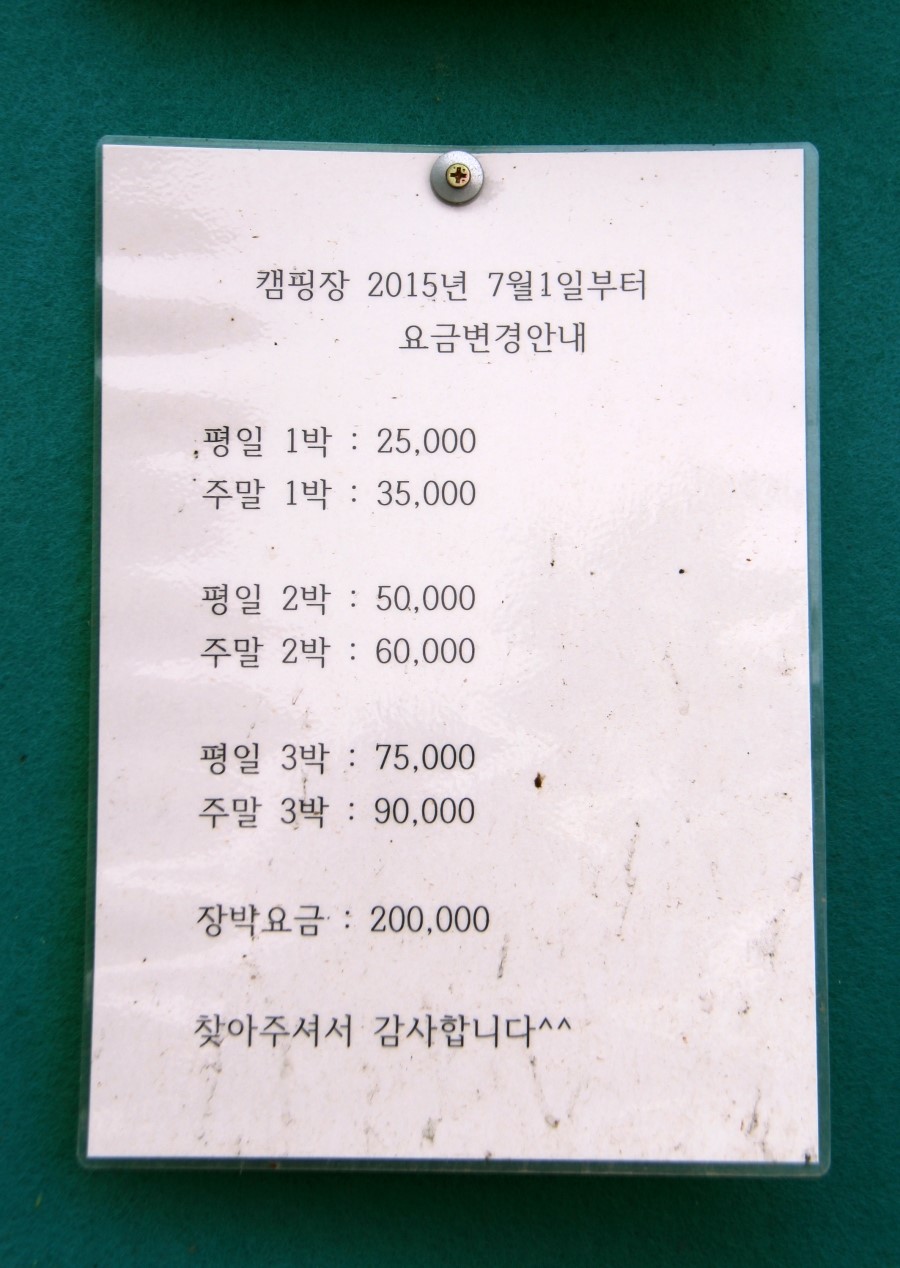 캠핑장 2015년 7월1일부터
요금변경안내
평일 1박 : 25,000
주말 1박 : 35,000
평일 2박 : 50,000
주말 2박 : 60,000
평일 3박 : 75,000
주말 3박 : 90,000
장박요금 : 200,000
찾아주셔서 감사합니다^^